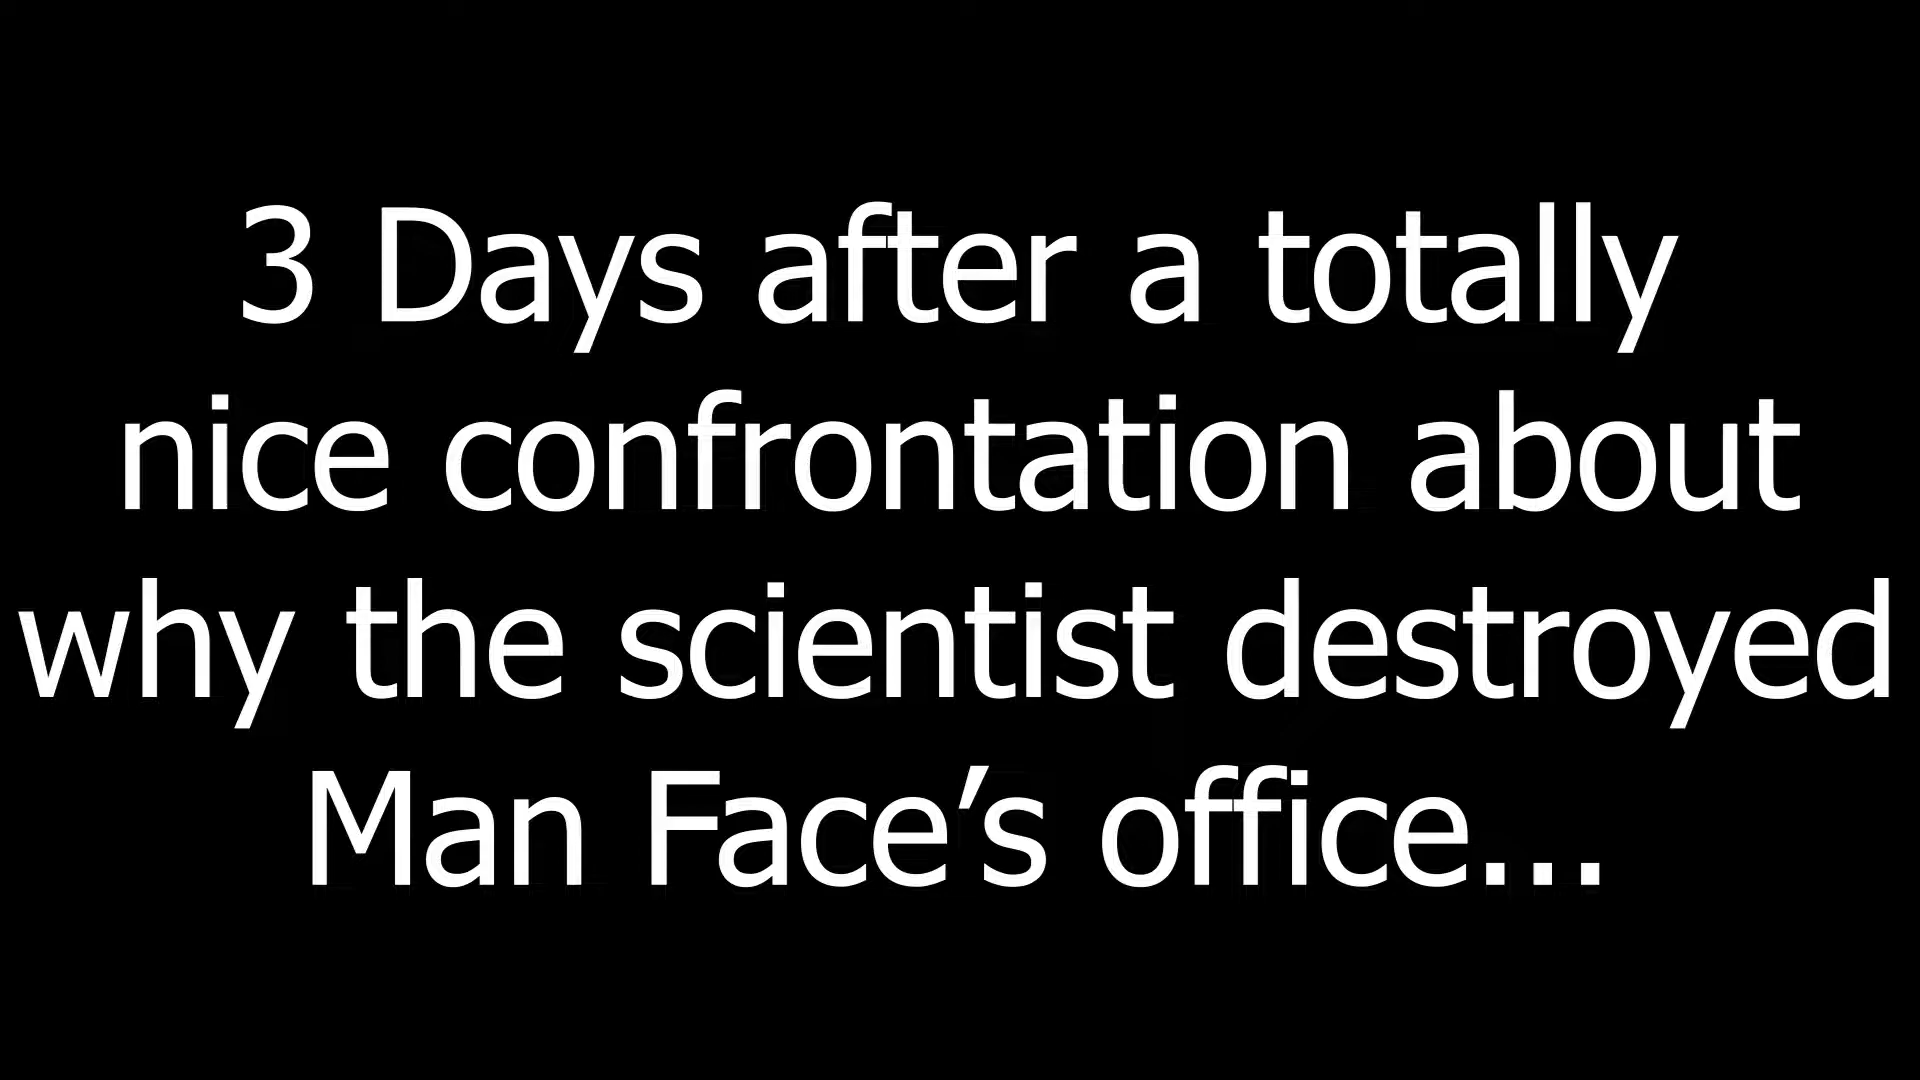 3 Days after a totally
nice confrontation about
why the scientist destroyed
Man Face’s office...